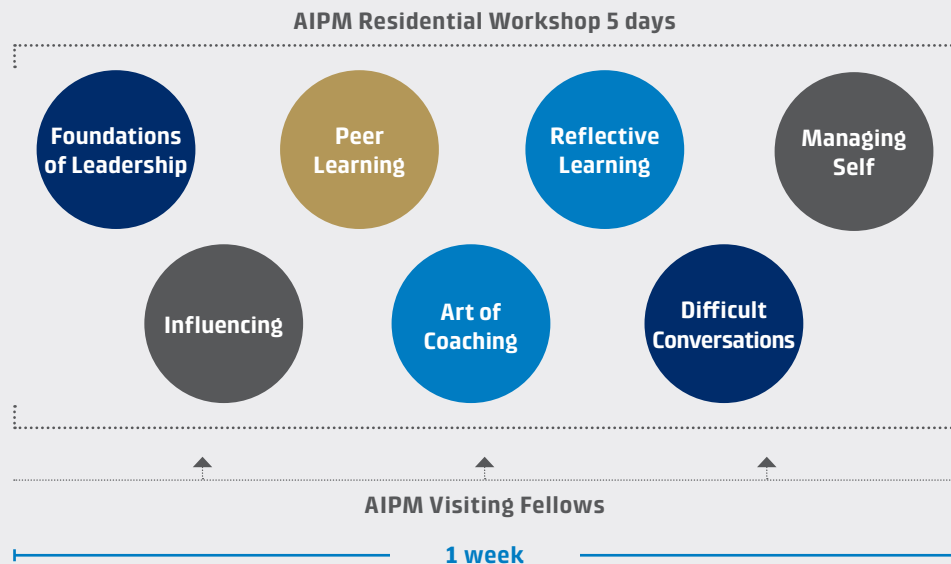 AIPM Residential Workshop 5 days
Foundations
of Leadership
Peer
Learning
Reflective
Learning
Managing
Self
Influencing
Art of
Coaching
Difficult
Conversations
AIPM Visiting Fellows
1 week